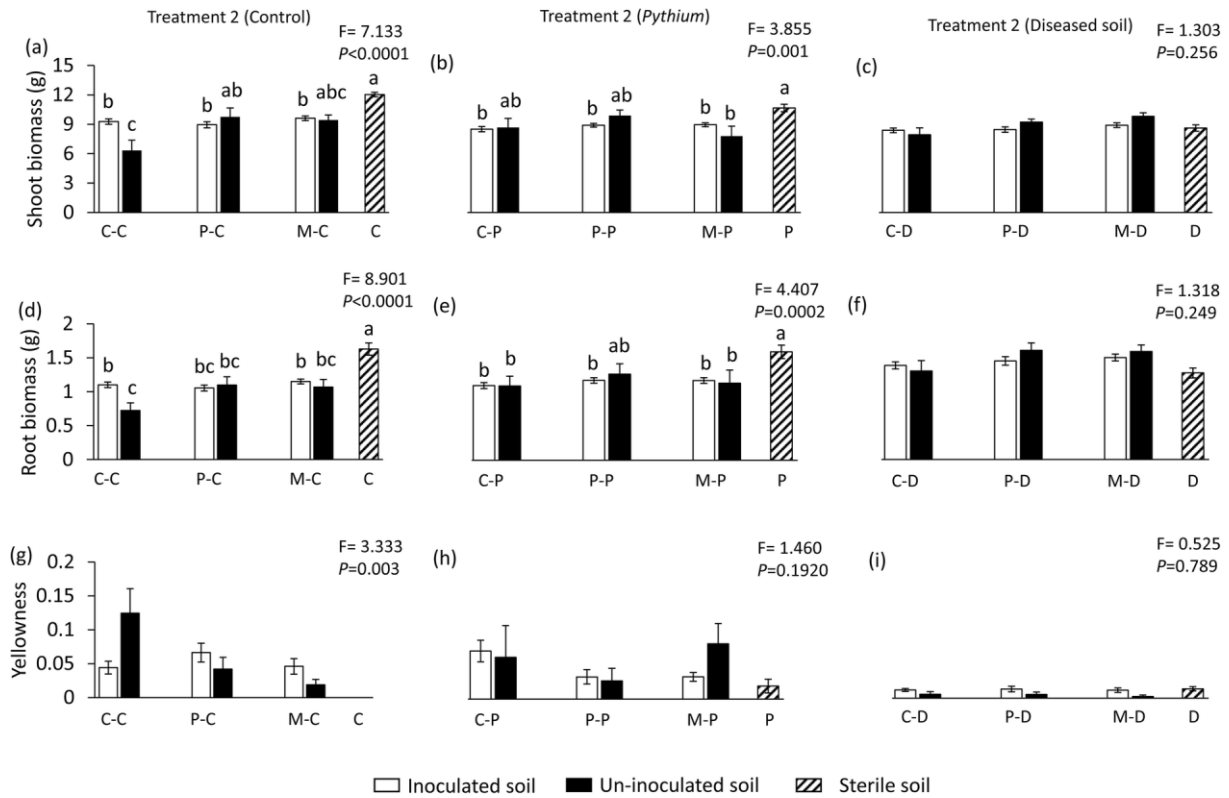 Treatment 2 (Control)
Treatment 2 (Pythium)
Treatment 2 (Diseased soil)
(a)
F= 7.133
P<0.0001
Shoot biomass (g)
15
12
9
6
3
0
b c b ab b abc a
C-C P-C M-C C
(b)
F= 3.855
P=0.001
b ab b ab b b a
C-P P-P M-P P
(c)
F= 1.303
P=0.256
C-D P-D M-D D
(d)
F= 8.901
P<0.0001
Root biomass (g)
2
1.5
1
0.5
0
b c bc bc b bc a
C-C P-C M-C C
(e)
F= 4.407
P=0.0002
b b b ab b b a
C-P P-P M-P P
(f)
F= 1.318
P=0.249
C-D P-D M-D D
(g)
F= 3.333
P=0.003
Yellowness
0.2
0.15
0.1
0.05
0
C-C P-C M-C C
(h)
F= 1.460
P=0.1920
C-P P-P M-P P
(i)
F= 0.525
P=0.789
C-D P-D M-D D
Inoculated soil Un-inoculated soil Sterile soil